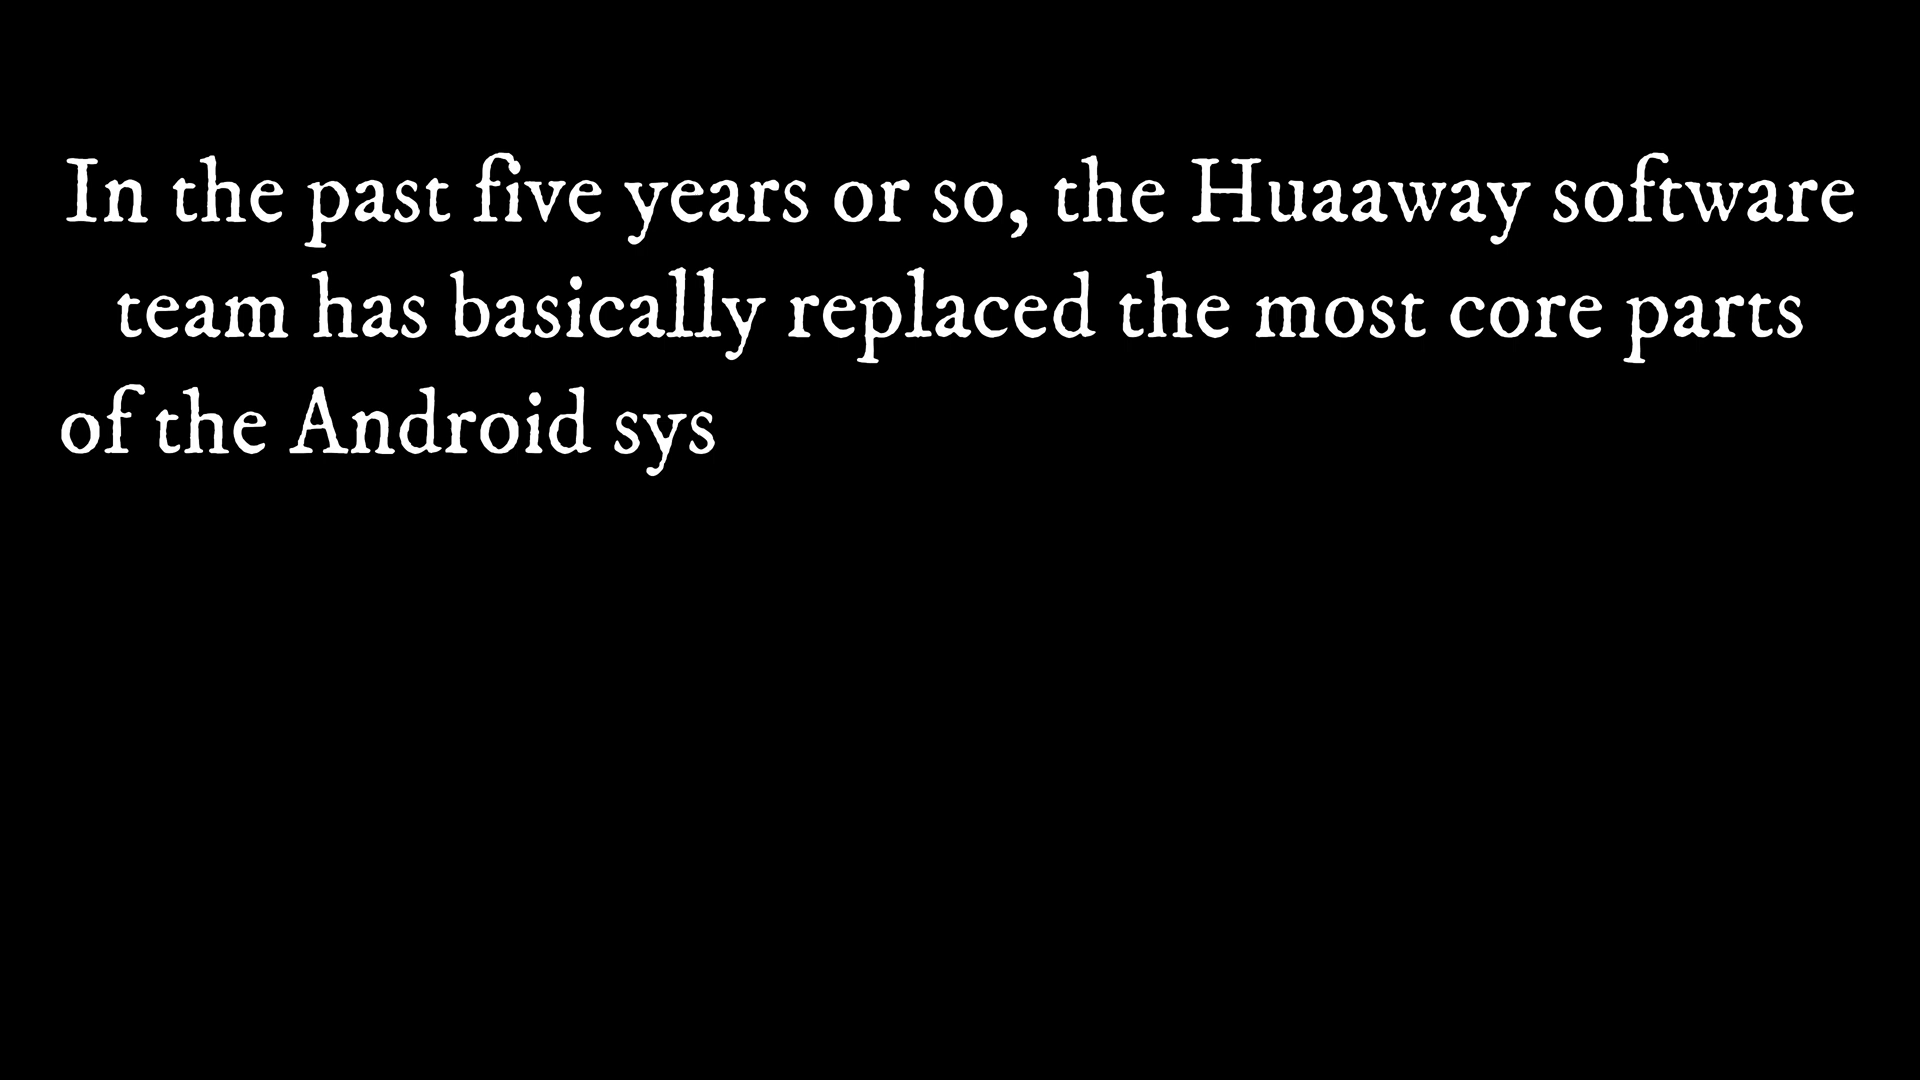 In the past five years or so, the Huaaway software
team has basically replaced the most core parts
of the Android sys